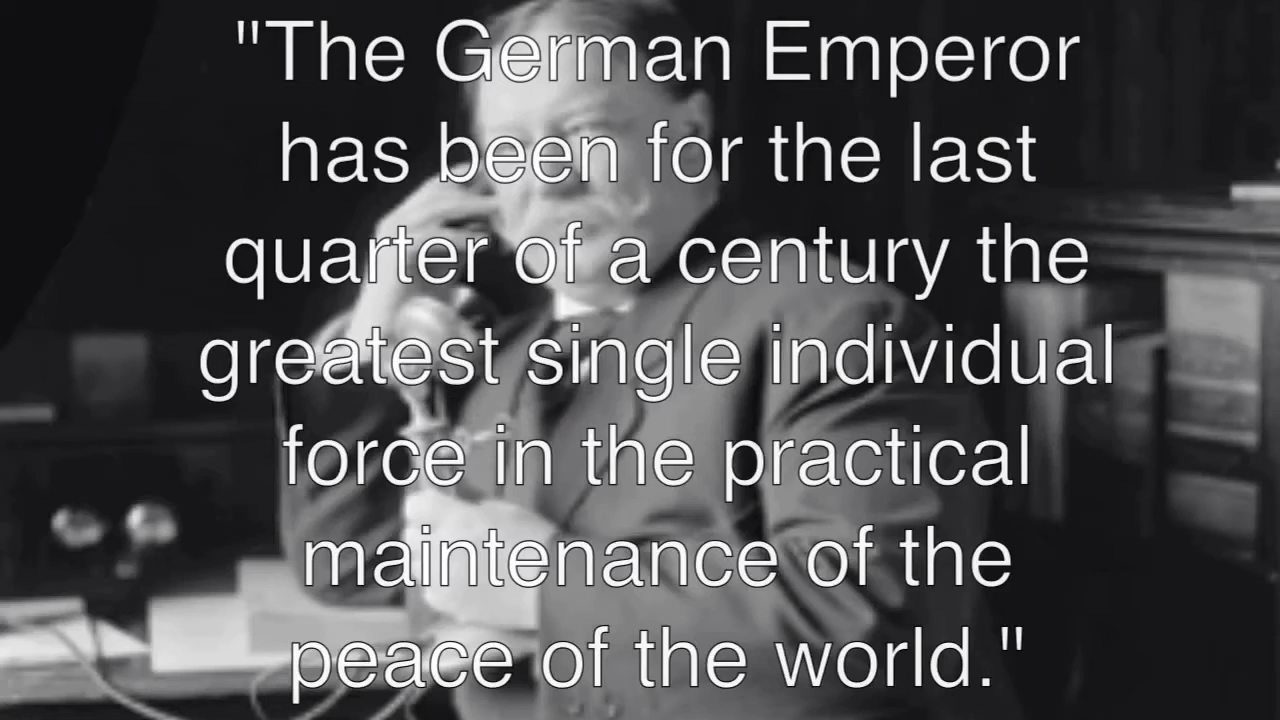 "The German Emperor
has been for the last
quarter of a century the
greatest single individual
force in the practical
maintenance of the
peace of the world."